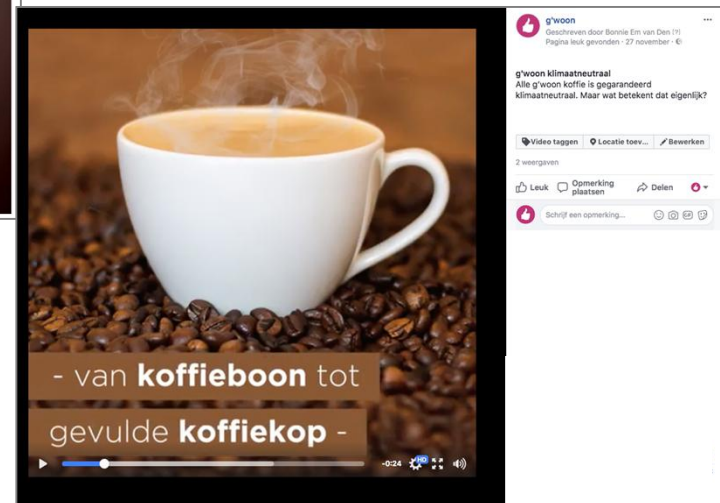 - van koffieboon tot
gevulde koffiekop -
-0:24
HD
g'woon
Geschreven door Bonnie Em van Den [?]
Pagina leuk gevonden · 27 november ·
g'woon klimaatneutraal
Alle g'woon koffie is gegarandeerd
klimaatneutraal. Maar wat betekent dat eigenlijk?
Video taggen
Locatie toev...
Bewerken
2 weergaven
Leuk
Opmerking
plaatsen
Delen
Schrijf een opmerking...
GIF